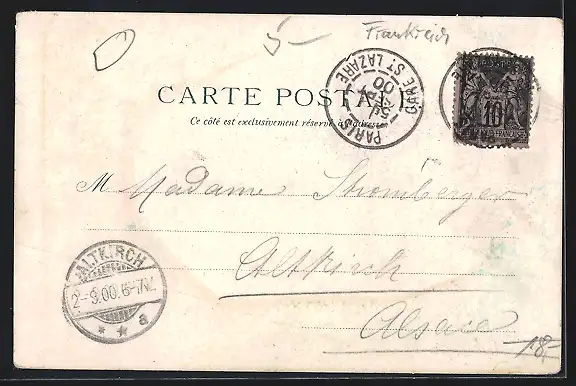 5 — Frankreich
CARTE POSTALE
Ce côté est exclusivement réservé à l'adresse
PARIS GARE ST LAZARE
00
10
M Madame Stromberger
Altkirch
Alsace
ALTKIRCH
2-9.00. 6-7N.
* * a
18,-